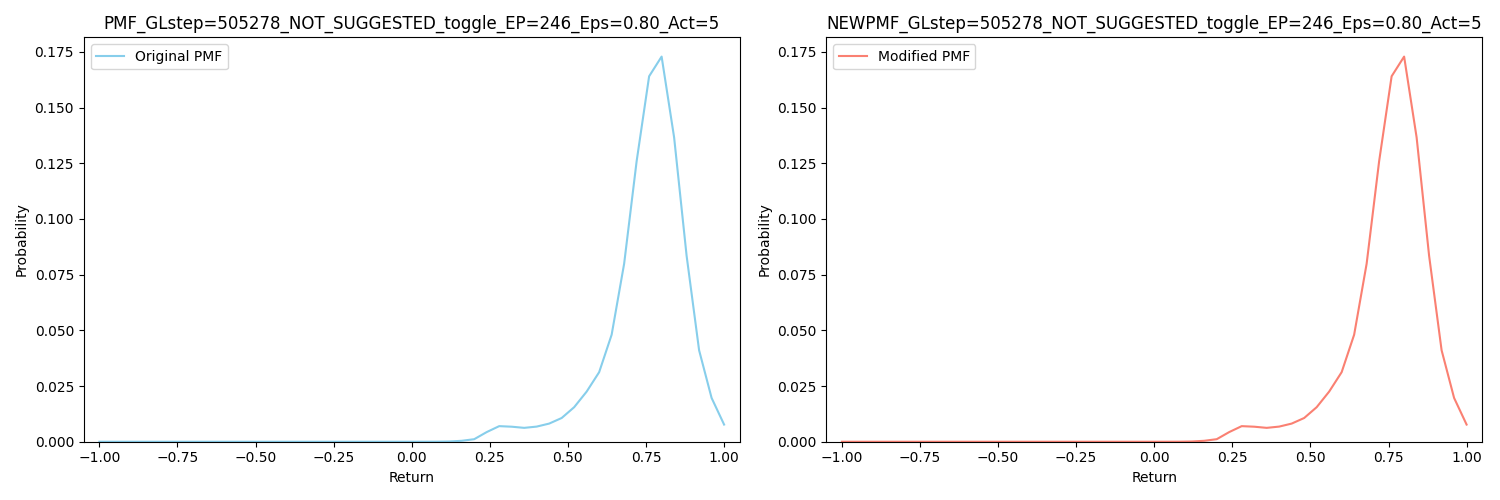 PMF_GLstep=505278_NOT_SUGGESTED_toggle_EP=246_Eps=0.80_Act=5
Original PMF
Probability
0.175
0.150
0.125
0.100
0.075
0.050
0.025
0.000
−1.00 −0.75 −0.50 −0.25 0.00 0.25 0.50 0.75 1.00
Return
NEWPMF_GLstep=505278_NOT_SUGGESTED_toggle_EP=246_Eps=0.80_Act=5
Modified PMF
Probability
0.175
0.150
0.125
0.100
0.075
0.050
0.025
0.000
−1.00 −0.75 −0.50 −0.25 0.00 0.25 0.50 0.75 1.00
Return